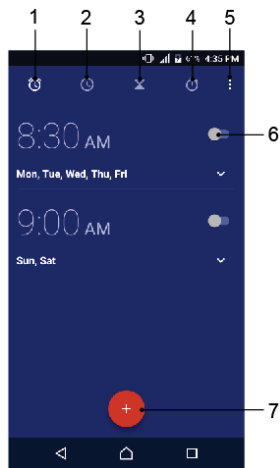 1 2 3 4 5
61% 4:35 PM
8:30 AM
6
Mon, Tue, Wed, Thu, Fri
9:00 AM
Sun, Sat
7